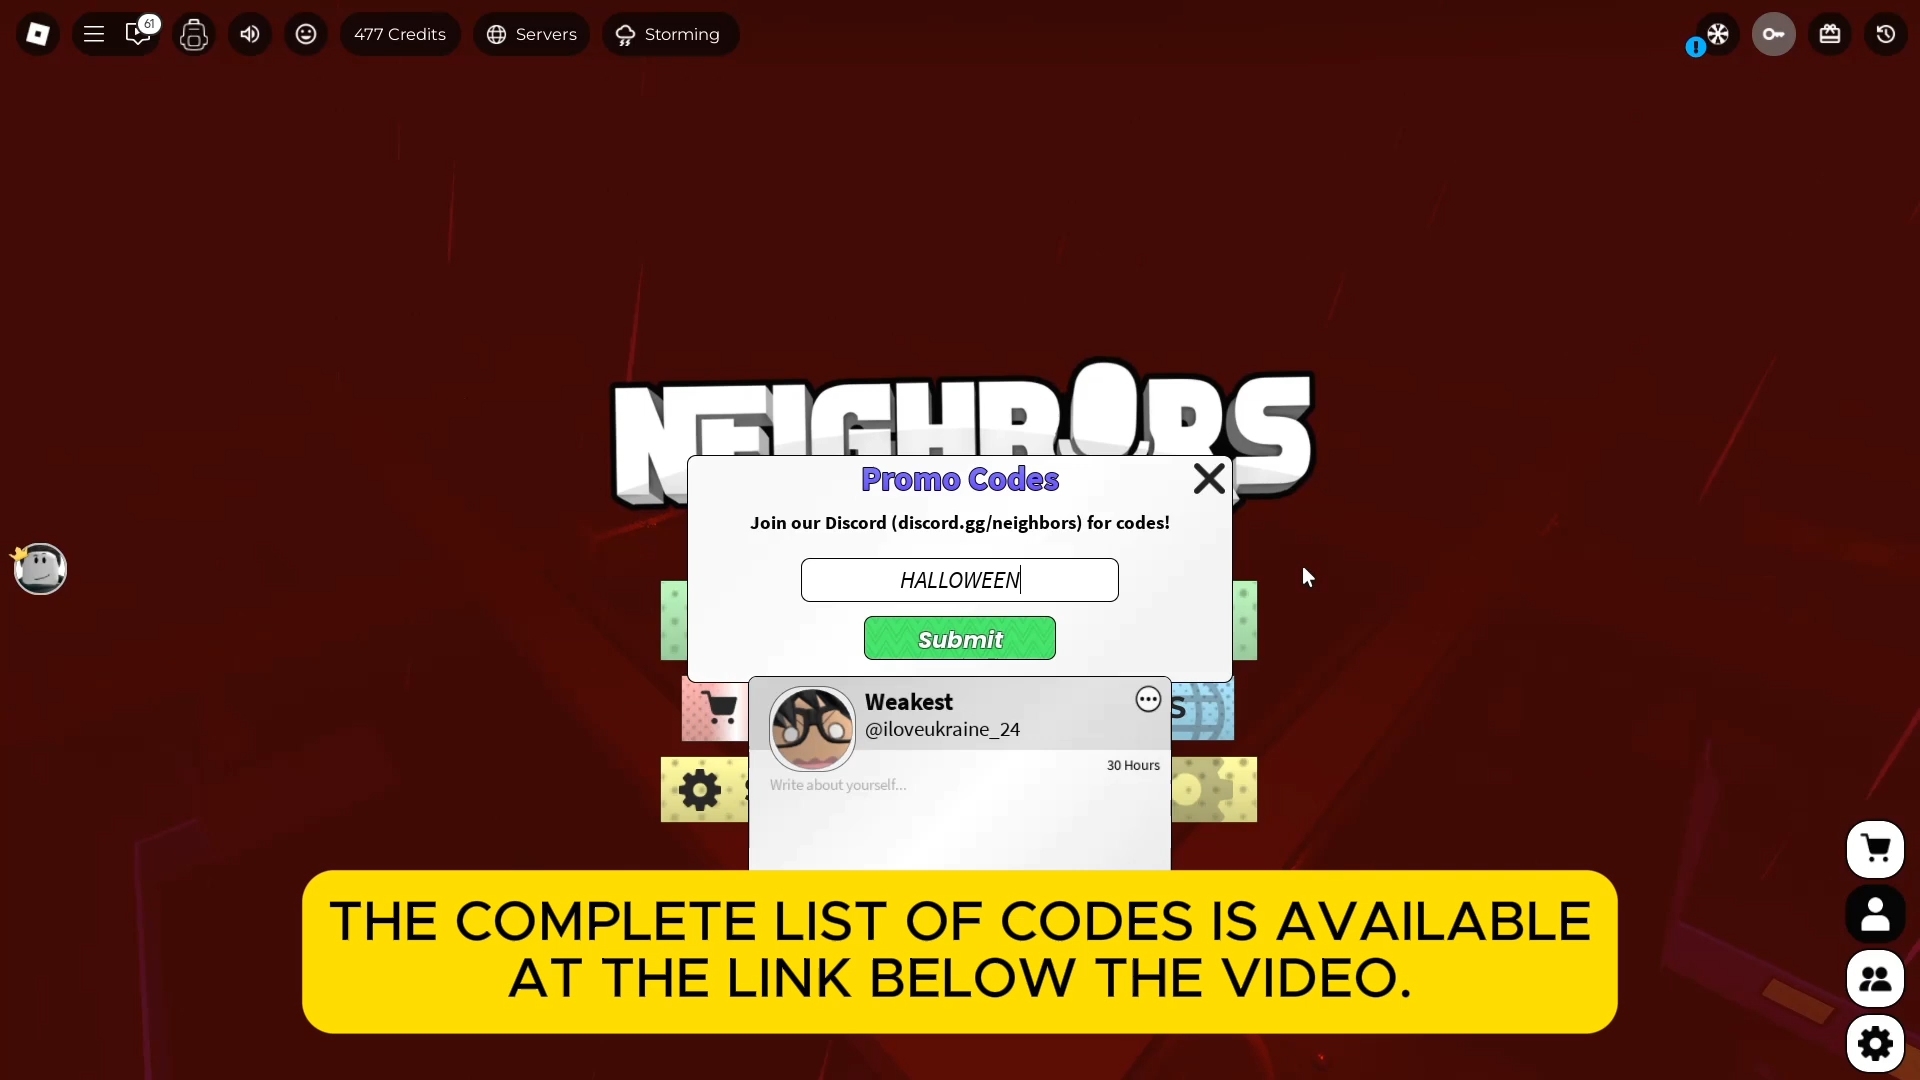 61
477 Credits
Servers
Storming
!
NEIGHBORS
Promo Codes
Join our Discord (discord.gg/neighbors) for codes!
HALLOWEEN
Submit
Weakest
@iloveukraine_24
S
30 Hours
Write about yourself...
THE COMPLETE LIST OF CODES IS AVAILABLE
AT THE LINK BELOW THE VIDEO.